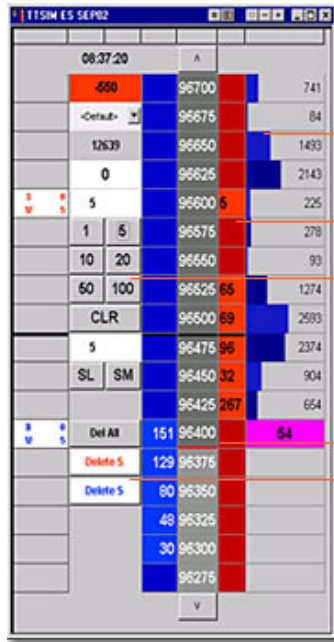 TTSIM ES SEP02
08:37:20 ^
-550 96700 741
<Default> 96675 84
12639 96650 1493
0 96625 2143
5 96600 5 225
1 5 96575 278
10 20 96550 93
50 100 96525 65 1274
CLR 96500 69 2593
5 96475 96 2374
SL SM 96450 32 904
96425 267 654
Del All 151 96400 54
Delete 5 129 96375
Delete 5 80 96350
48 96325
30 96300
96275
v